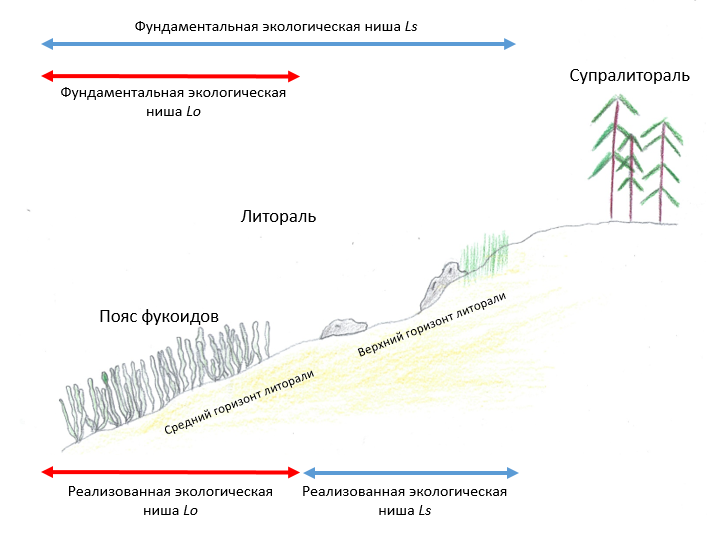 Фундаментальная экологическая ниша Ls
Фундаментальная экологическая
ниша Lo
Супралитораль
Литораль
Пояс фукоидов
Верхний горизонт литорали
Средний горизонт литорали
Реализованная экологическая
ниша Lo
Реализованная экологическая
ниша Ls